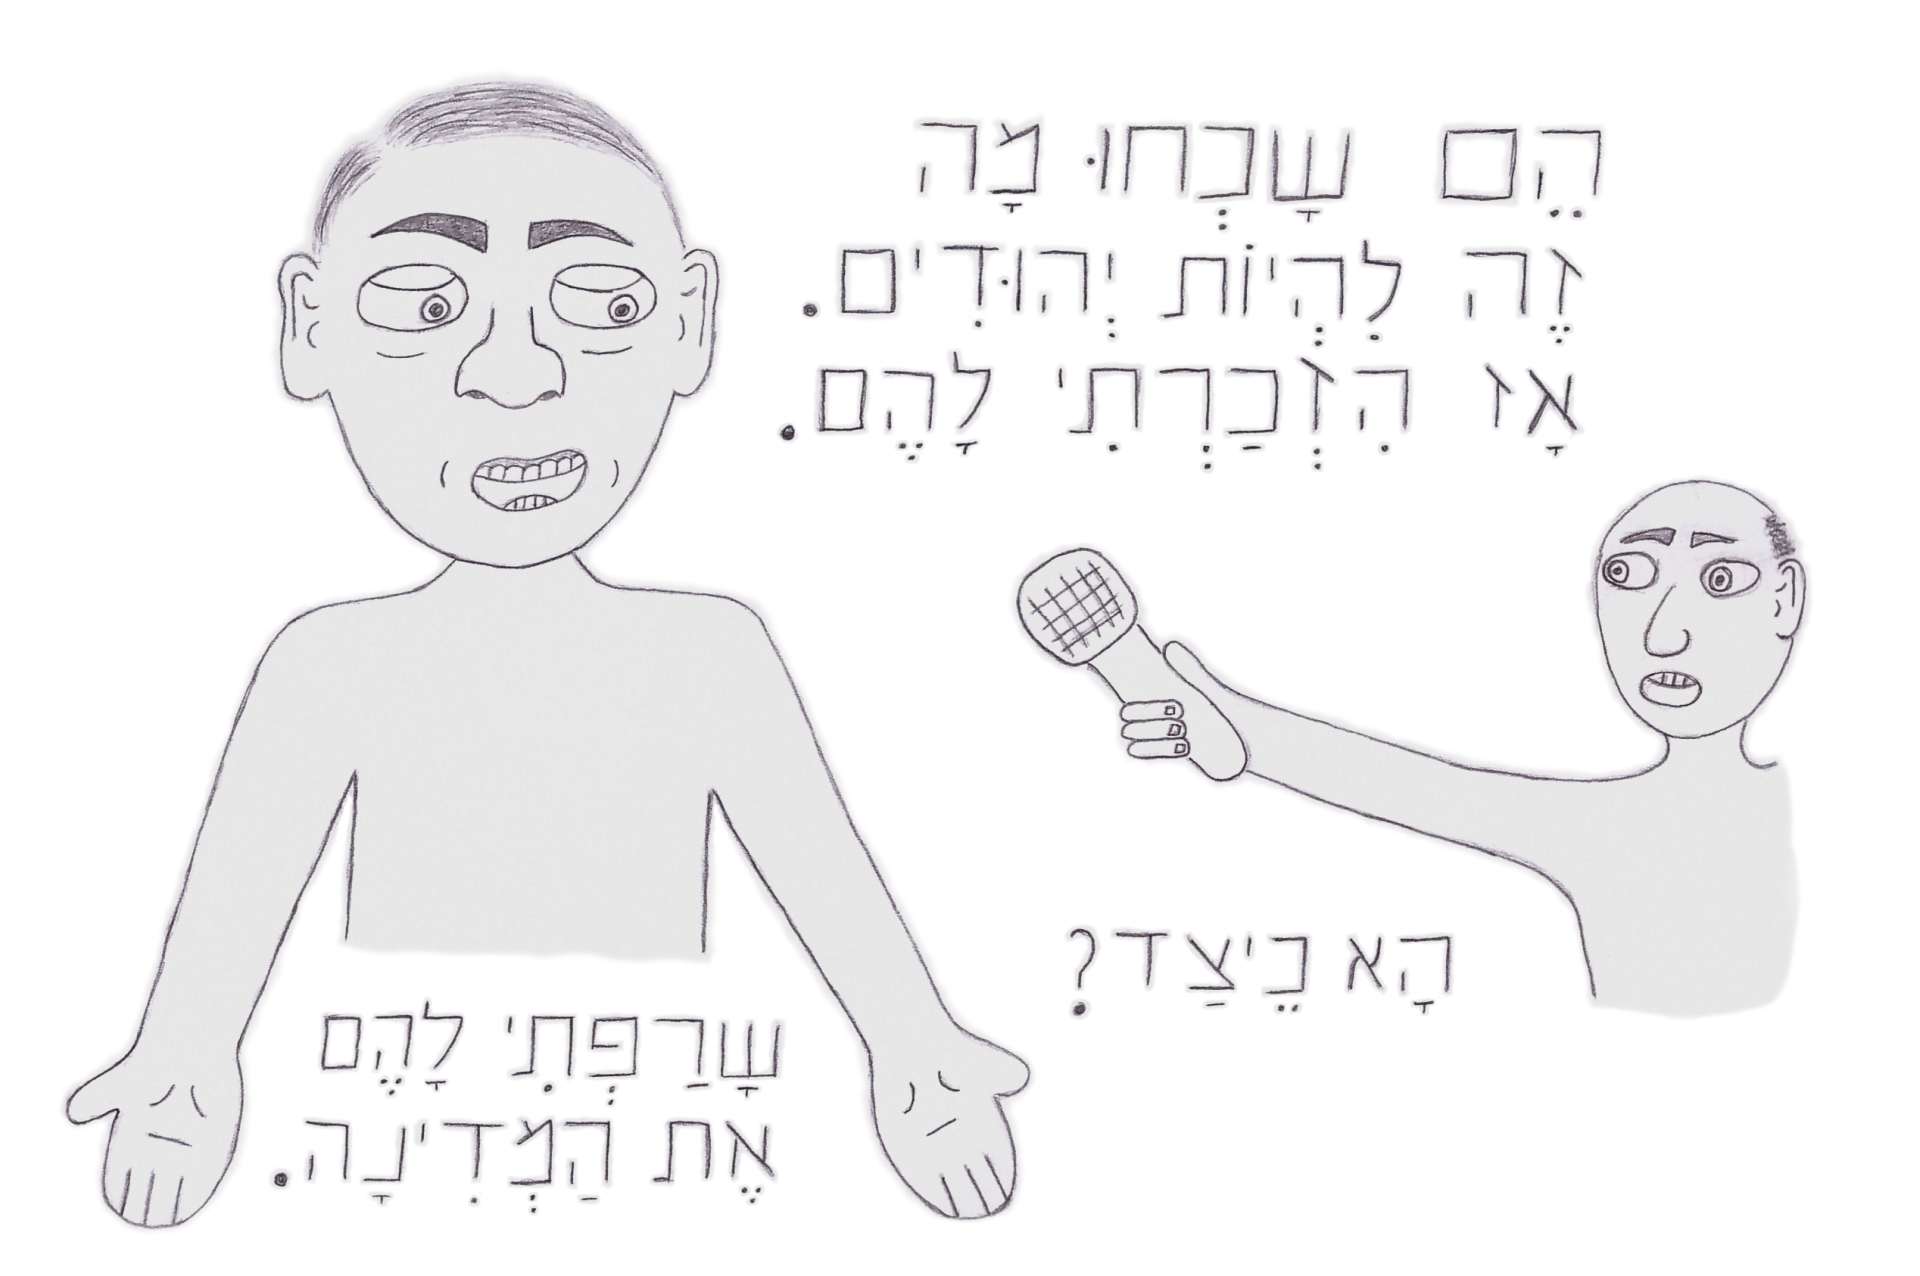 הֵם שָׁכְחוּ מָה
זֶה לִהְיוֹת יְהוּדִים.
אָז הִזְכַּרְתִּי לָהֶם.
הָא כֵּיצַד?
שָׂרַפְתִּי לָהֶם
אֶת הַמְּדִינָה.